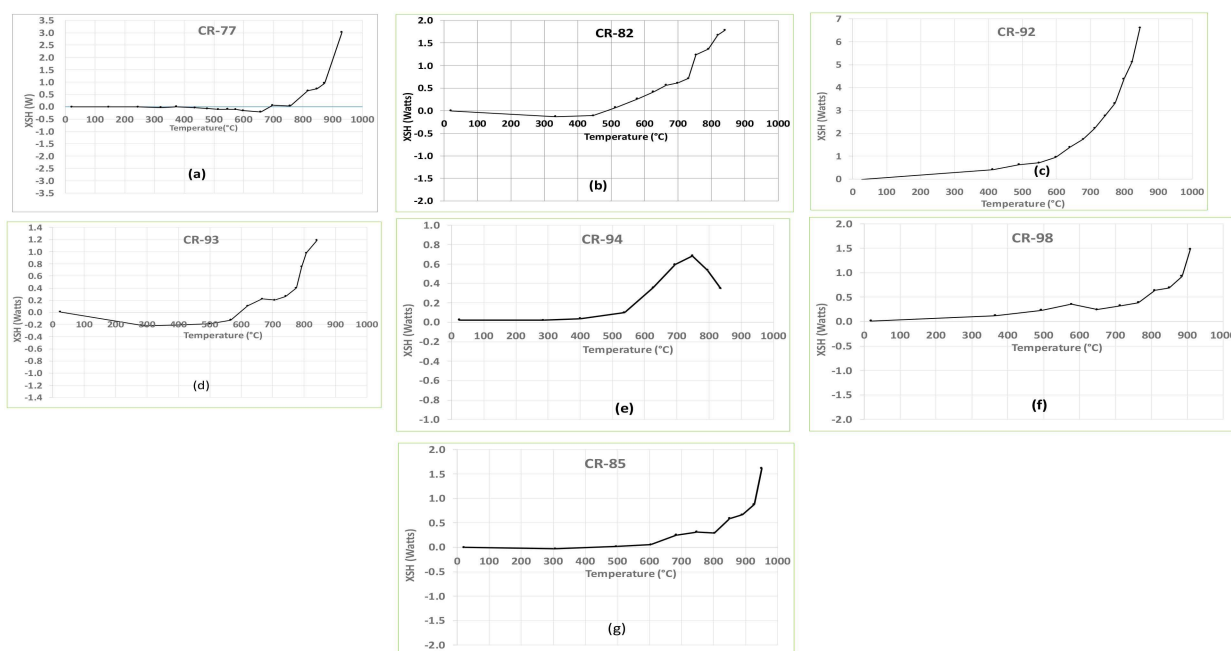 CR-77
XSH (W)
3.5
3.0
2.5
2.0
1.5
1.0
0.5
0.0
-0.5
-1.0
-1.5
-2.0
-2.5
-3.0
-3.5
0 100 200 300 400 500 600 700 800 900 1000
Temperature(°C)
(a)
CR-82
XSH (Watts)
2.0
1.5
1.0
0.5
0.0
-0.5
-1.0
-1.5
-2.0
0 100 200 300 400 500 600 700 800 900 1000
Temperature (°C)
(b)
CR-92
XSH (Watts)
7
6
5
4
3
2
1
0
0 100 200 300 400 500 600 700 800 900 1000
Temperature (°C)
(c)
CR-93
XSH (Watts)
1.4
1.2
1.0
0.8
0.6
0.4
0.2
0.0
-0.2
-0.4
-0.6
-0.8
-1.0
-1.2
-1.4
0 100 200 300 400 500 600 700 800 900 1000
Temperature (°C)
(d)
CR-94
XSH (Watts)
1.0
0.8
0.6
0.4
0.2
0.0
-0.2
-0.4
-0.6
-0.8
-1.0
0 100 200 300 400 500 600 700 800 900 1000
Temperature (°C)
(e)
CR-98
XSH (Watts)
2.0
1.5
1.0
0.5
0.0
-0.5
-1.0
-1.5
-2.0
0 100 200 300 400 500 600 700 800 900 1000
Temperature (°C)
(f)
CR-85
XSH (Watts)
2.0
1.5
1.0
0.5
0.0
-0.5
-1.0
-1.5
-2.0
0 100 200 300 400 500 600 700 800 900 1000
Temperature (°C)
(g)